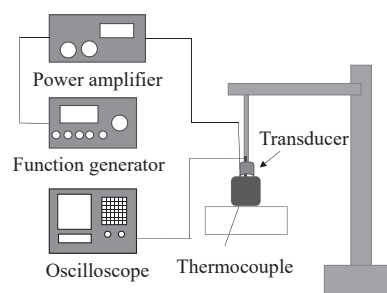 Power amplifier
Function generator
Transducer
Oscilloscope
Thermocouple